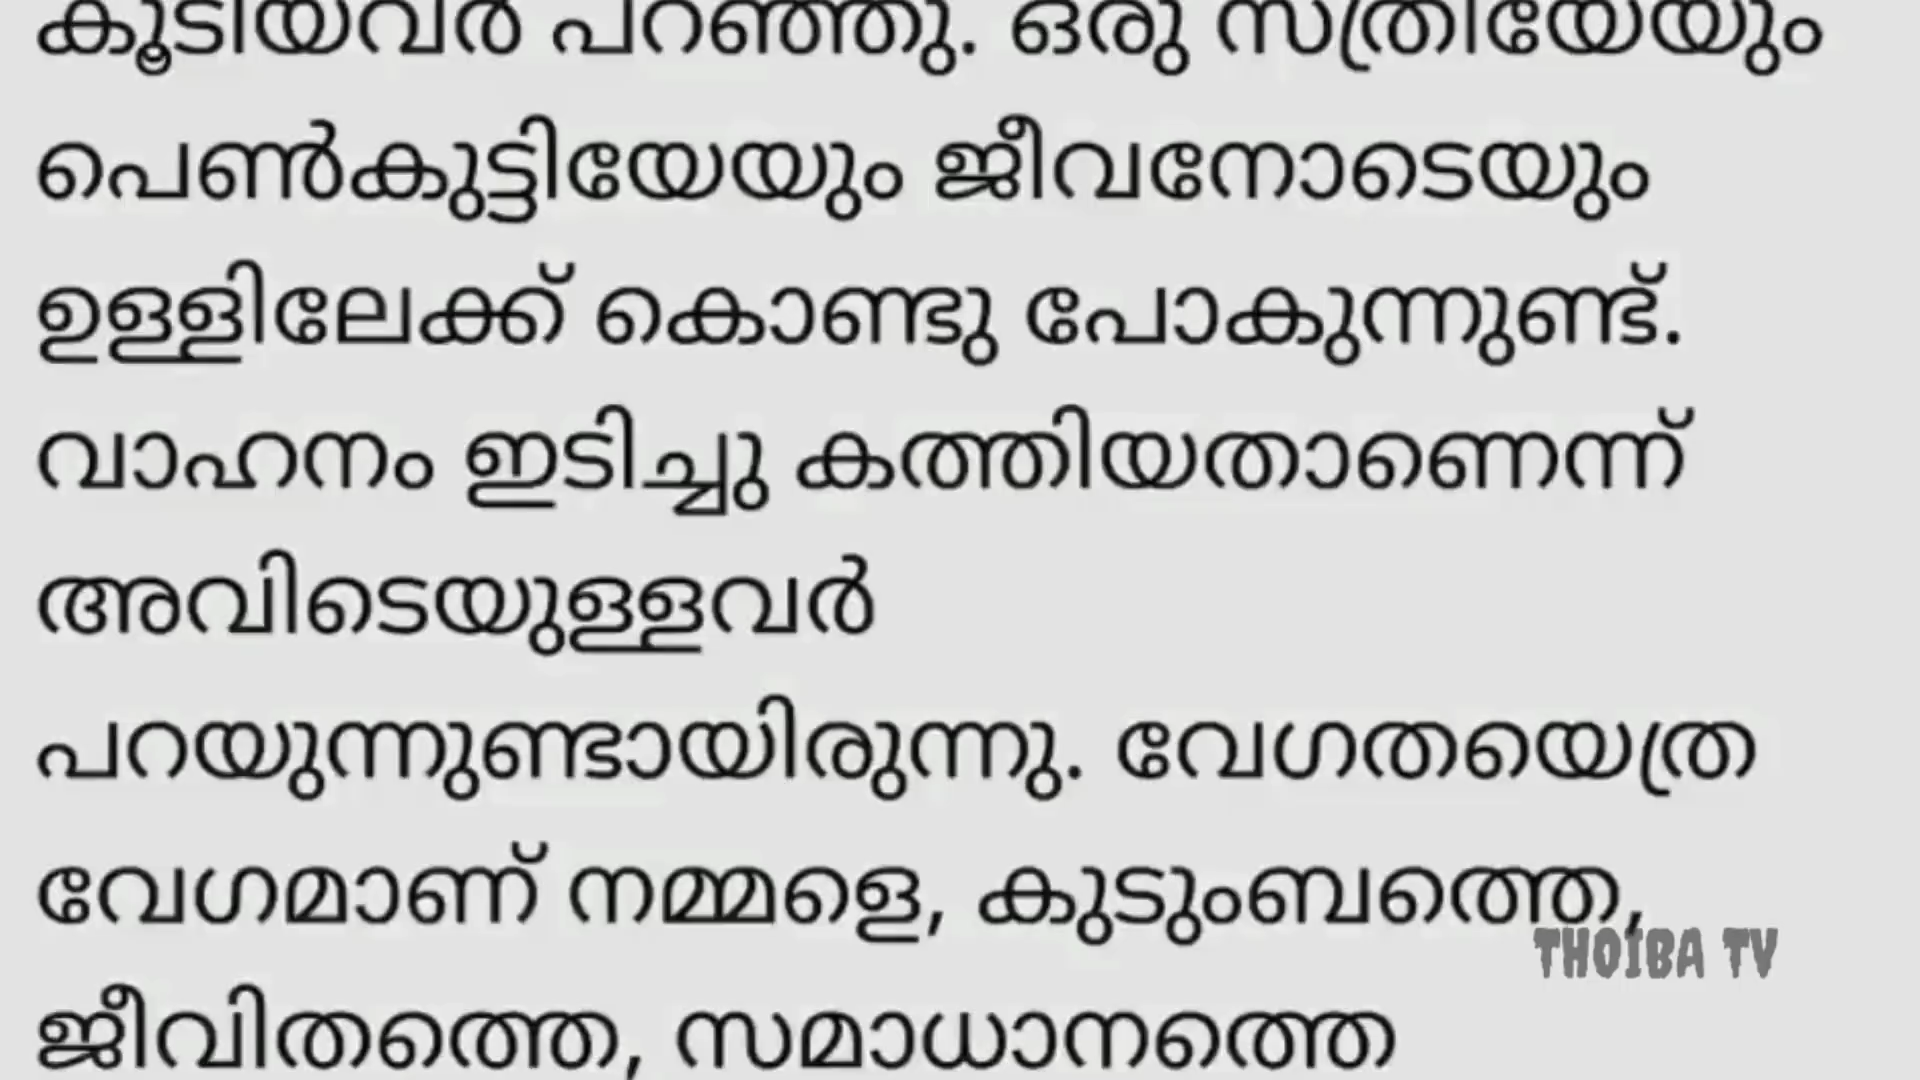 കൂടിയവർ പറഞ്ഞു. ഒരു സ്ത്രീയേയും
പെൺകുട്ടിയേയും ജീവനോടെയും
ഉള്ളിലേക്ക് കൊണ്ടു പോകുന്നുണ്ട്.
വാഹനം ഇടിച്ചു കത്തിയതാണെന്ന്
അവിടെയുള്ളവർ
പറയുന്നുണ്ടായിരുന്നു. വേഗതയെത്ര
വേഗമാണ് നമ്മളെ, കുടുംബത്തെ,
THOIBA TV
ജീവിതത്തെ, സമാധാനത്തെ